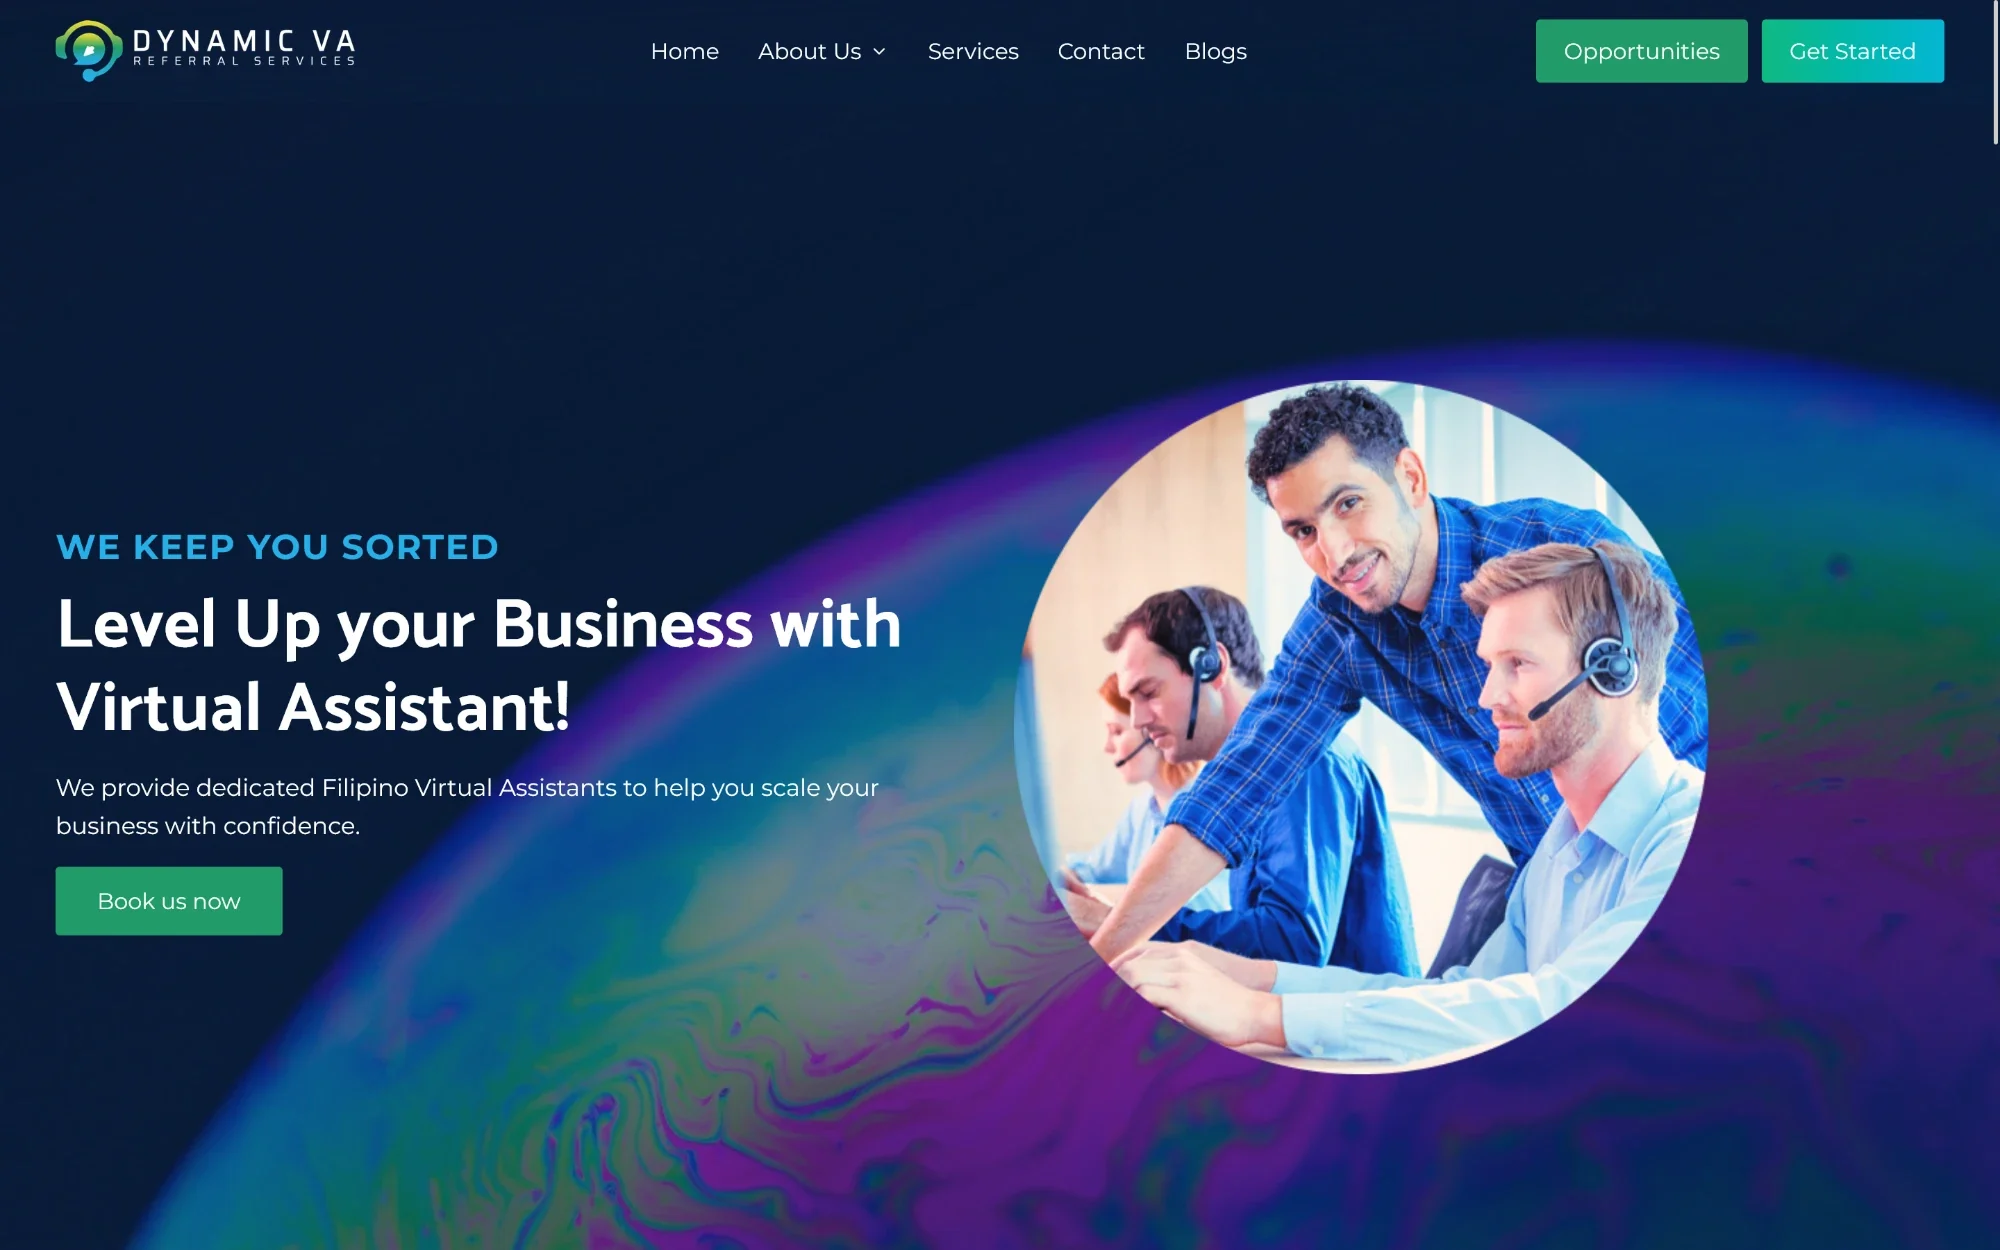 DYNAMIC VA
REFERRAL SERVICES
Home
About Us
Services
Contact
Blogs
Opportunities
Get Started
WE KEEP YOU SORTED
Level Up your Business with
Virtual Assistant!
We provide dedicated Filipino Virtual Assistants to help you scale your
business with confidence.
Book us now